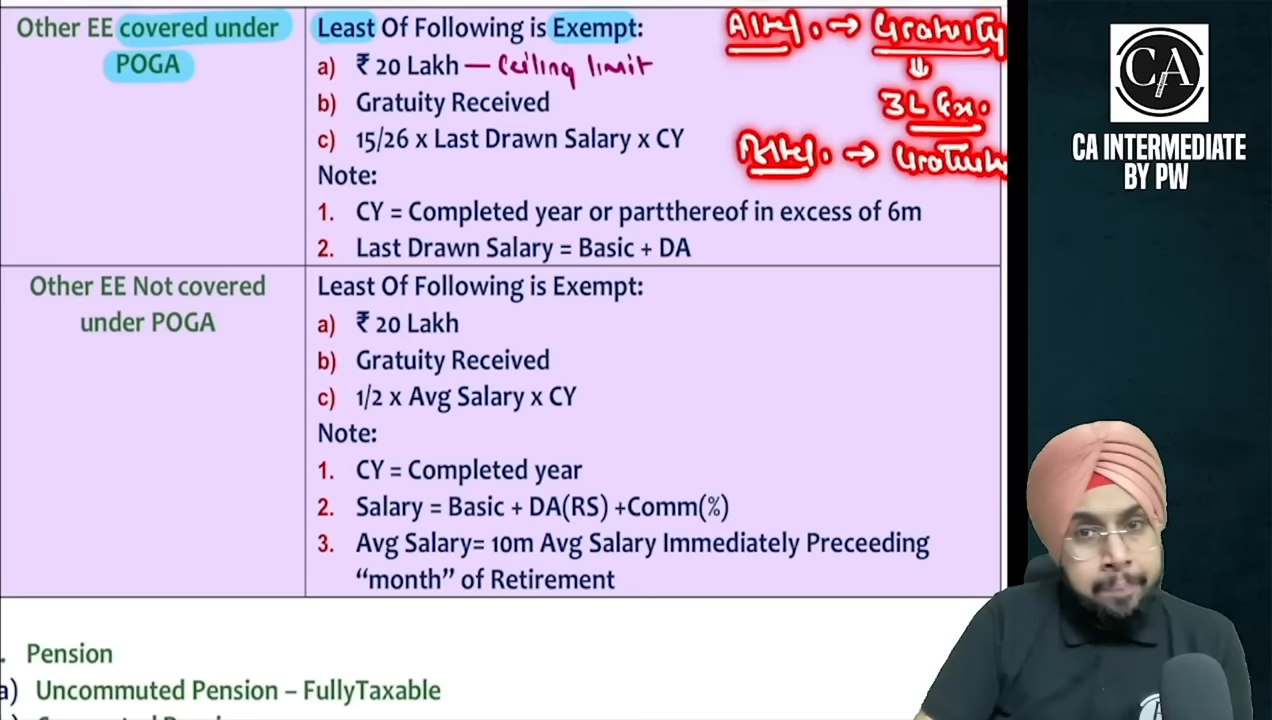 Other EE covered under
POGA
Least Of Following is Exempt:
a) ₹ 20 Lakh — Ceiling limit
b) Gratuity Received
c) 15/26 x Last Drawn Salary x CY
Note:
1. CY = Completed year or partthereof in excess of 6m
2. Last Drawn Salary = Basic + DA
→ Gratuity
3L Ex.
→
CA
CA INTERMEDIATE
BY PW
Other EE Not covered
under POGA
Least Of Following is Exempt:
a) ₹ 20 Lakh
b) Gratuity Received
c) 1/2 x Avg Salary x CY
Note:
1. CY = Completed year
2. Salary = Basic + DA(RS) +Comm(%)
3. Avg Salary= 10m Avg Salary Immediately Preceeding
“month” of Retirement
. Pension
a) Uncommuted Pension – FullyTaxable